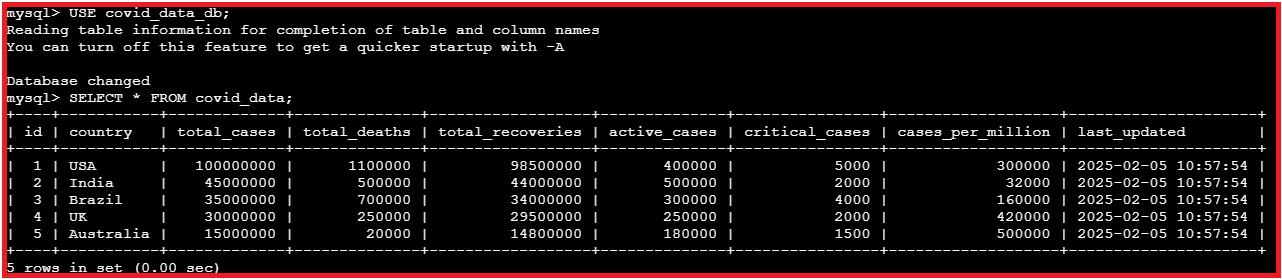 mysql> USE covid_data_db;
Reading table information for completion of table and column names
You can turn off this feature to get a quicker startup with -A

Database changed
mysql> SELECT * FROM covid_data;
+----+-----------+-------------+--------------+------------------+--------------+----------------+-------------------+---------------------+
| id | country   | total_cases | total_deaths | total_recoveries | active_cases | critical_cases | cases_per_million | last_updated        |
+----+-----------+-------------+--------------+------------------+--------------+----------------+-------------------+---------------------+
|  1 | USA       |   100000000 |      1100000 |         98500000 |       400000 |           5000 |            300000 | 2025-02-05 10:57:54 |
|  2 | India     |    45000000 |       500000 |         44000000 |       500000 |           2000 |             32000 | 2025-02-05 10:57:54 |
|  3 | Brazil    |    35000000 |       700000 |         34000000 |       300000 |           4000 |            160000 | 2025-02-05 10:57:54 |
|  4 | UK        |    30000000 |       250000 |         29500000 |       250000 |           2000 |            420000 | 2025-02-05 10:57:54 |
|  5 | Australia |    15000000 |        20000 |         14800000 |       180000 |           1500 |            500000 | 2025-02-05 10:57:54 |
+----+-----------+-------------+--------------+------------------+--------------+----------------+-------------------+---------------------+
5 rows in set (0.00 sec)